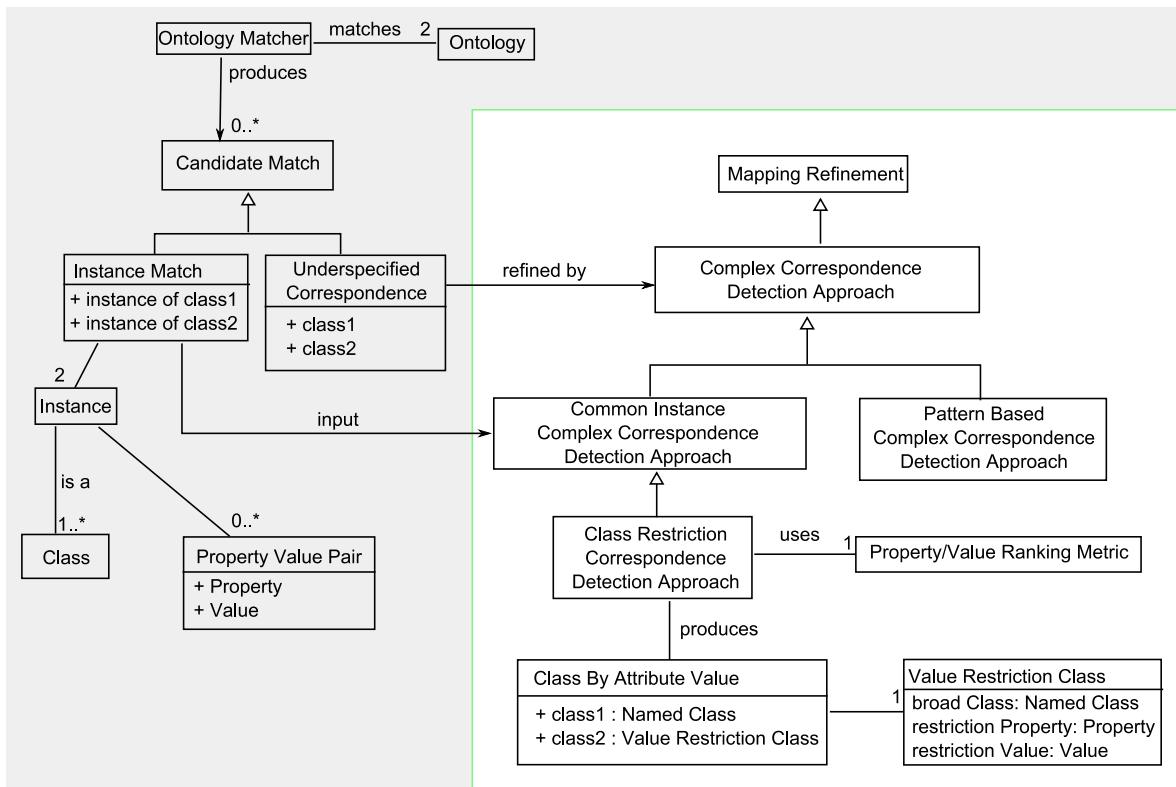 Ontology Matcher
matches
2
Ontology
produces
0..*
Candidate Match
Mapping Refinement
Instance Match
+ instance of class1
+ instance of class2
Underspecified
Correspondence
+ class1
+ class2
refined by
Complex Correspondence
Detection Approach
2
Instance
input
Common Instance
Complex Correspondence
Detection Approach
Pattern Based
Complex Correspondence
Detection Approach
is a
1..*
Class
0..*
Property Value Pair
+ Property
+ Value
Class Restriction
Correspondence
Detection Approach
uses
1
Property/Value Ranking Metric
produces
Class By Attribute Value
+ class1 : Named Class
+ class2 : Value Restriction Class
1
Value Restriction Class
broad Class: Named Class
restriction Property: Property
restriction Value: Value